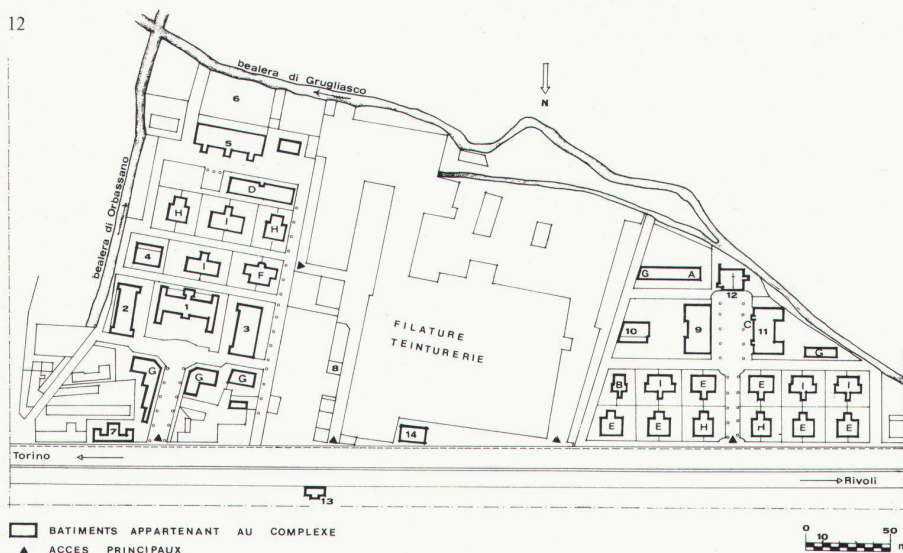 12
bealera di Grugliasco
N
6
5
D
bealera di Orbassano
H I H
4 I F
2 1 3
G G G
7
8
FILATURE
TEINTURERIE
14
G A
12
10 9 C 11
G
B I E E I I
E E H H E E
Torino
Rivoli
13
BATIMENTS APPARTENANT AU COMPLEXE
ACCES PRINCIPAUX
0 10 50
m